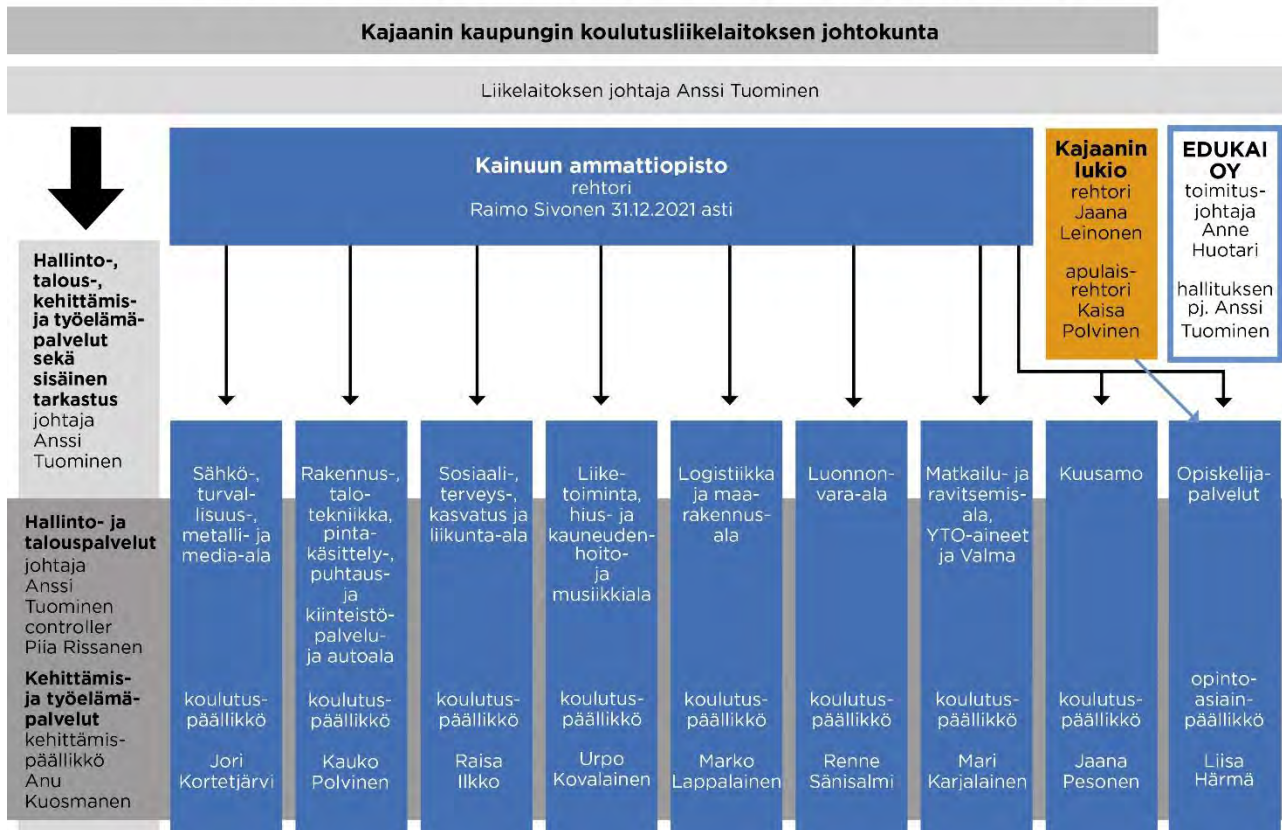 Kajaanin kaupungin koulutusliikelaitoksen johtokunta
Liikelaitoksen johtaja Anssi Tuominen
Kainuun ammattiopisto
rehtori
Raimo Sivonen 31.12.2021 asti
Kajaanin
lukio
rehtori
Jaana
Leinonen
apulais-
rehtori
Kaisa
Polvinen
EDUKAI
OY
toimitus-
johtaja
Anne
Huotari
hallituksen
pj. Anssi
Tuominen
Hallinto-,
talous-,
kehittämis-
ja työelämä-
palvelut
sekä
sisäinen
tarkastus
johtaja
Anssi
Tuominen
Hallinto- ja
talouspalvelut
johtaja
Anssi
Tuominen
controller
Piia Rissanen
Kehittämis-
ja työelämä-
palvelut
kehittämis-
päällikkö
Anu
Kuosmanen
Sähkö-,
turval-
lisuus-,
metalli- ja
media-ala
koulutus-
päällikkö
Jori
Kortetjärvi
Rakennus-,
talo-
tekniikka,
pinta-
käsittely-,
puhtaus-
ja
kiinteistö-
palvelu-
ja autoala
koulutus-
päällikkö
Kauko
Polvinen
Sosiaali-,
terveys-,
kasvatus ja
liikunta-ala
koulutus-
päällikkö
Raisa
Ilkko
Liike-
toiminta,
hius- ja
kauneuden-
hoito-
ja
musiikkiala
koulutus-
päällikkö
Urpo
Kovalainen
Logistiikka
ja maa-
rakennus-
ala
koulutus-
päällikkö
Marko
Lappalainen
Luonnon-
vara-ala
koulutus-
päällikkö
Renne
Sänisalmi
Matkailu- ja
ravitsemis-
ala,
YTO-aineet
ja Valma
koulutus-
päällikkö
Mari
Karjalainen
Kuusamo
koulutus-
päällikkö
Jaana
Pesonen
Opiskelija-
palvelut
opinto-
asiain-
päällikkö
Liisa
Härmä